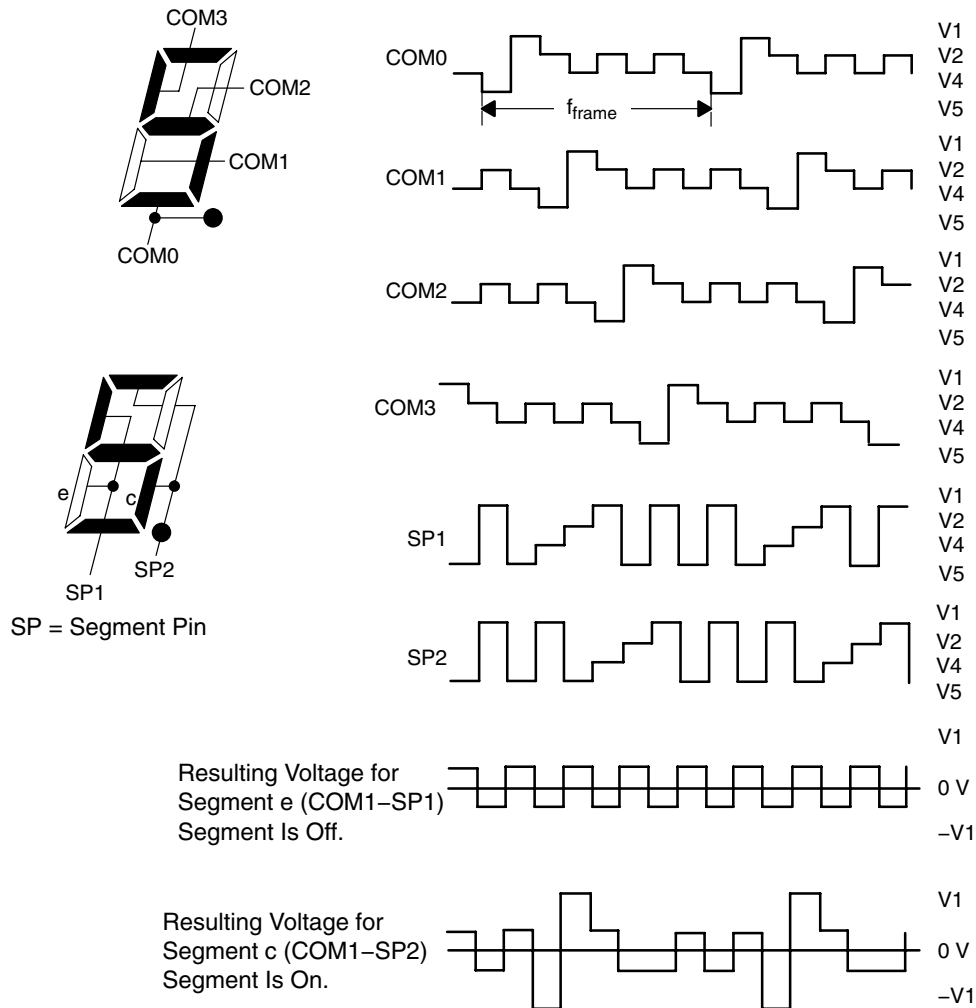 COM3
COM2
COM1
COM0
e
c
SP1
SP2
SP = Segment Pin
COM0
f_frame
V1
V2
V4
V5
COM1
V1
V2
V4
V5
COM2
V1
V2
V4
V5
COM3
V1
V2
V4
V5
SP1
V1
V2
V4
V5
SP2
V1
V2
V4
V5
Resulting Voltage for
Segment e (COM1−SP1)
Segment Is Off.
V1
0 V
−V1
Resulting Voltage for
Segment c (COM1−SP2)
Segment Is On.
V1
0 V
−V1